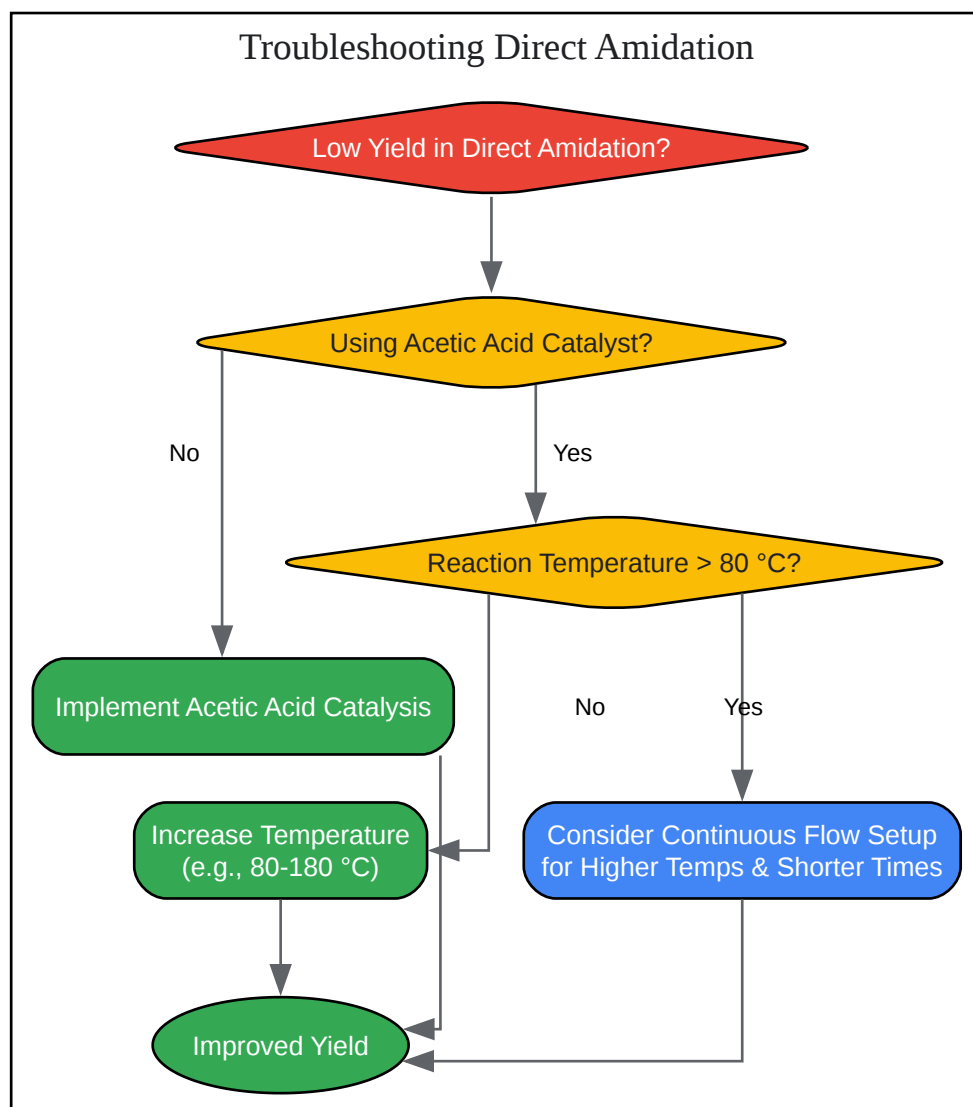 Troubleshooting Direct Amidation
Low Yield in Direct Amidation?
Using Acetic Acid Catalyst?
No
Yes
Reaction Temperature > 80 °C?
Implement Acetic Acid Catalysis
No
Yes
Increase Temperature
(e.g., 80-180 °C)
Consider Continuous Flow Setup
for Higher Temps & Shorter Times
Improved Yield